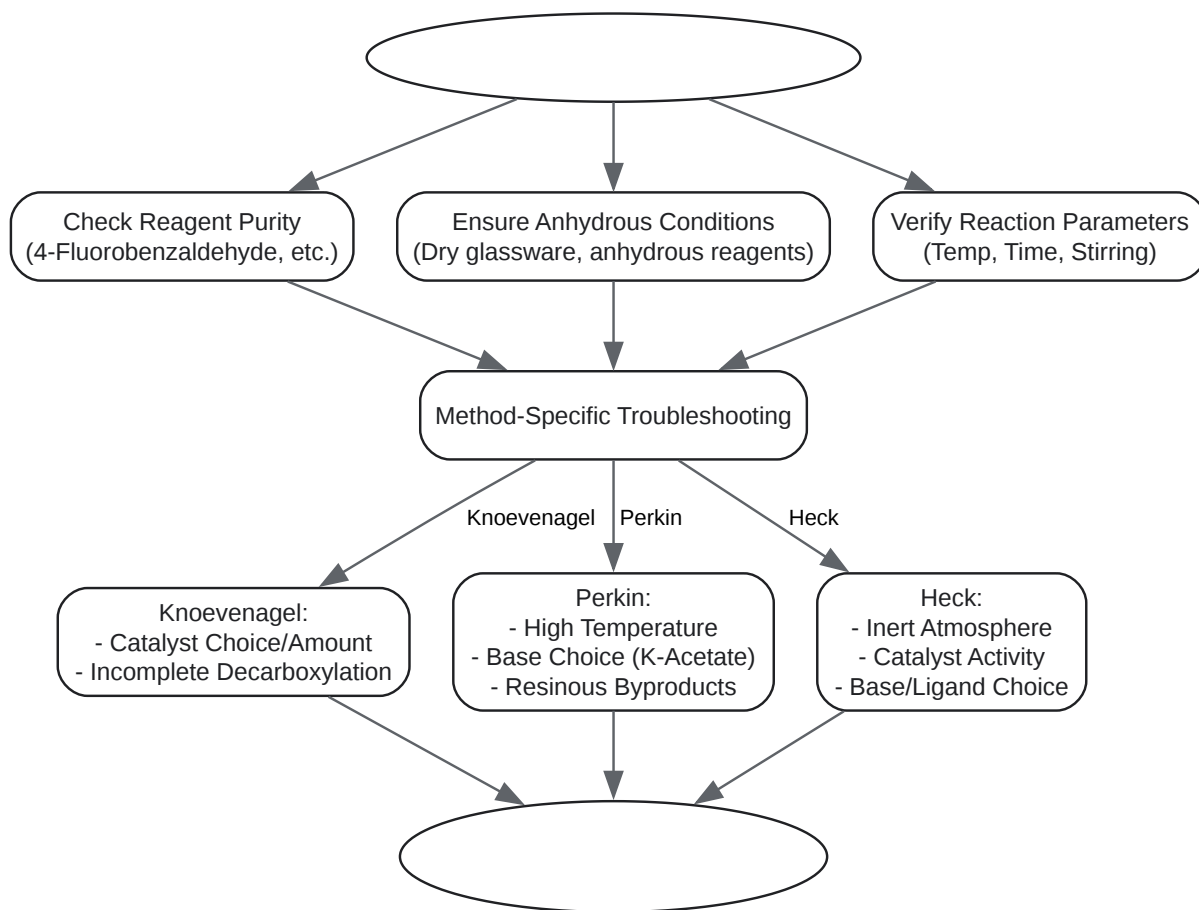 Check Reagent Purity
(4-Fluorobenzaldehyde, etc.)
Ensure Anhydrous Conditions
(Dry glassware, anhydrous reagents)
Verify Reaction Parameters
(Temp, Time, Stirring)
Method-Specific Troubleshooting
Knoevenagel
Perkin
Heck
Knoevenagel:
- Catalyst Choice/Amount
- Incomplete Decarboxylation
Perkin:
- High Temperature
- Base Choice (K-Acetate)
- Resinous Byproducts
Heck:
- Inert Atmosphere
- Catalyst Activity
- Base/Ligand Choice